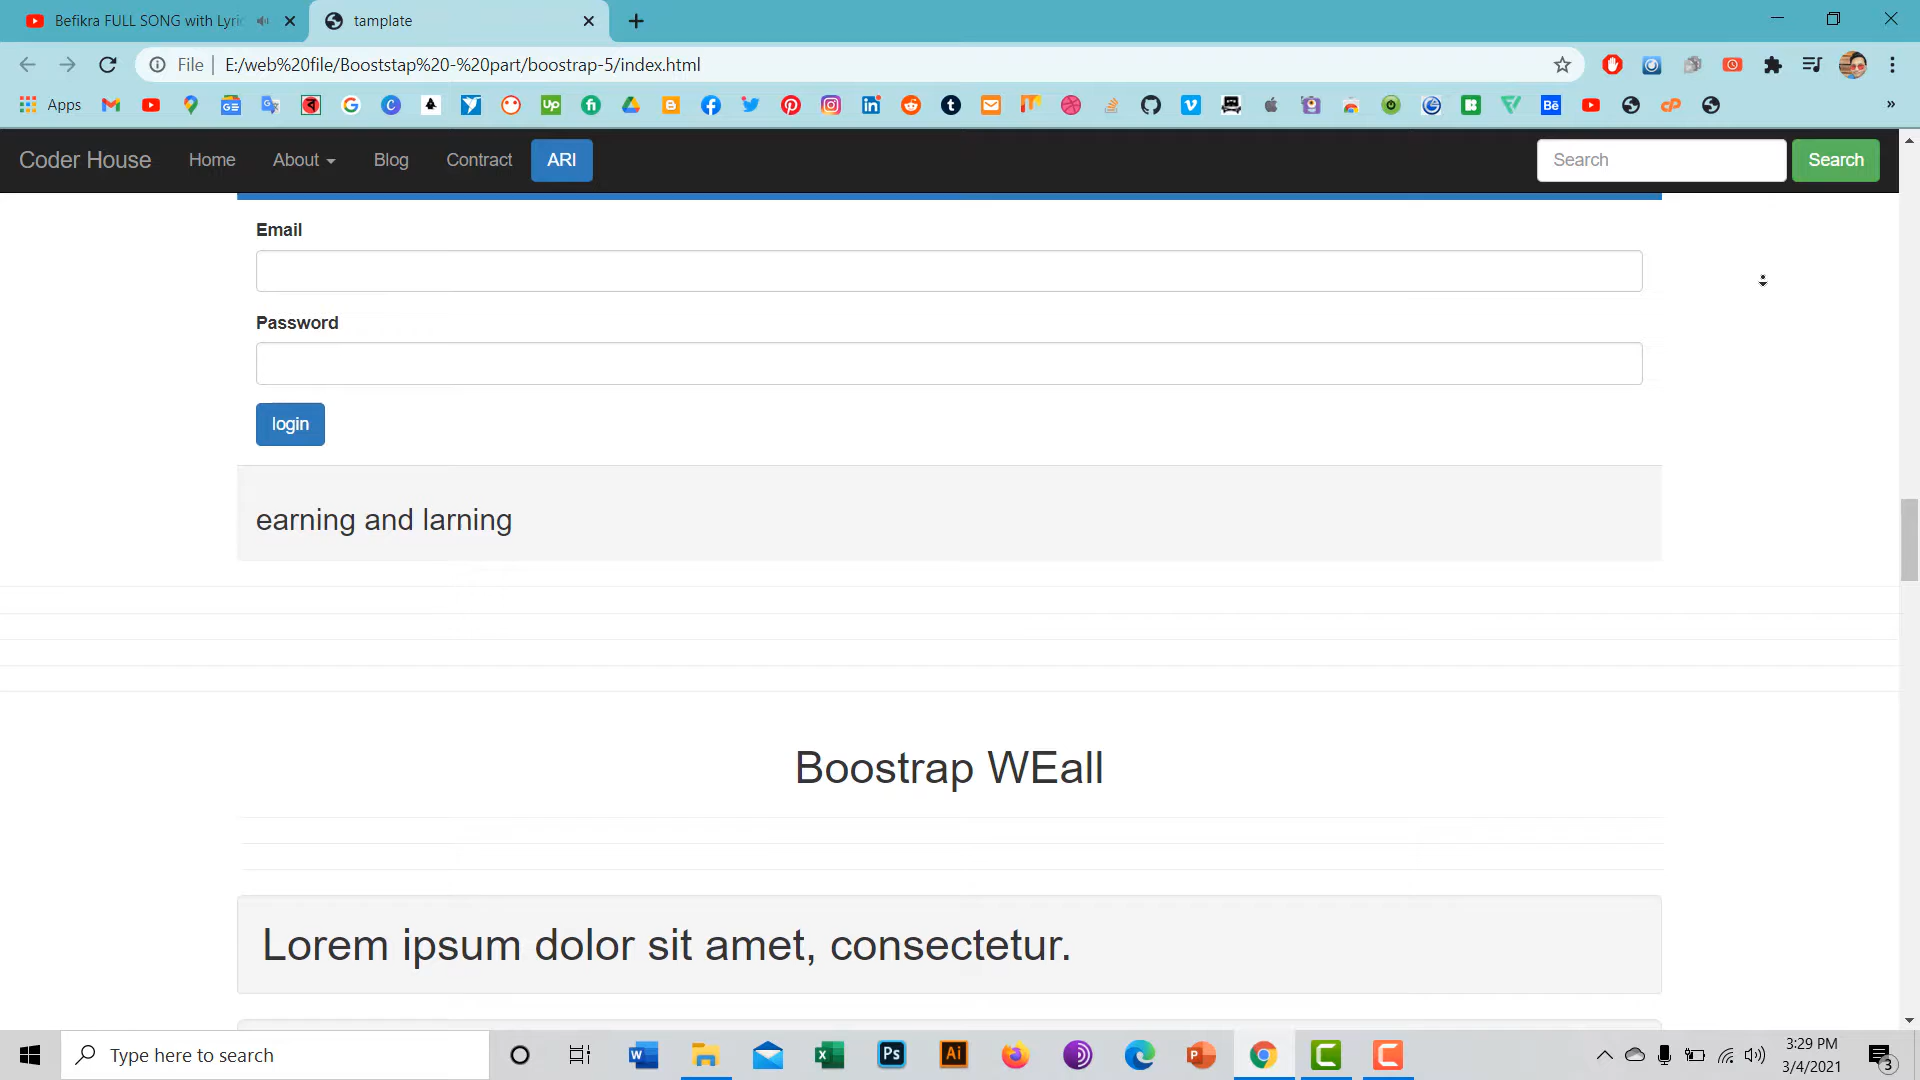 Befikra FULL SONG with Lyri
tamplate
File
E:/web%20file/Booststap%20-%20part/boostrap-5/index.html
Apps
Coder House Home About Blog Contract ARI Search Search
Email
Password
login
earning and larning
Boostrap WEall
Lorem ipsum dolor sit amet, consectetur.
Type here to search
3:29 PM
3/4/2021
3